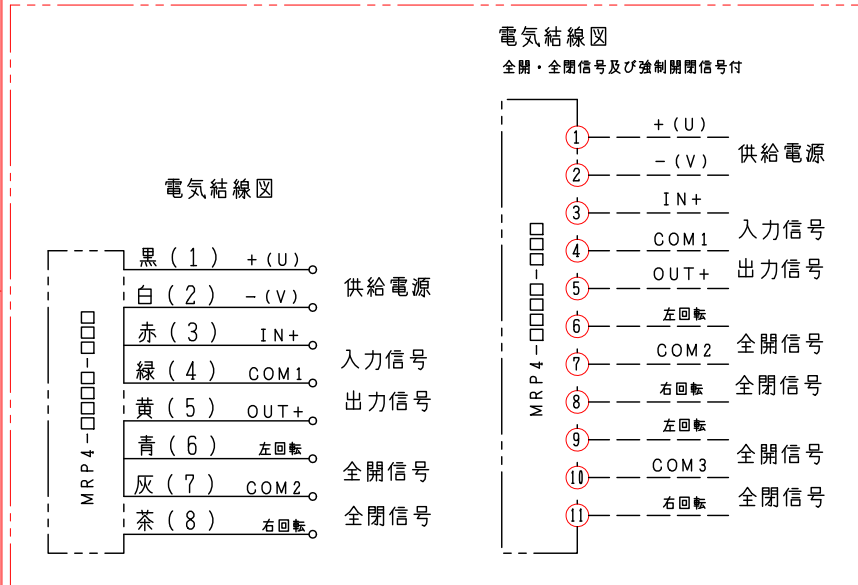 電気結線図
黒(1) +(U)
白(2) -(V)
供給電源
赤(3) IN+
緑(4) COM1
入力信号
黄(5) OUT+
出力信号
青(6) 左回転
灰(7) COM2
全開信号
茶(8) 右回転
全閉信号
MRP4-□□□-□□□
電気結線図
全開・全閉信号及び強制開閉信号付
① +(U)
② -(V)
供給電源
③ IN+
④ COM1
入力信号
⑤ OUT+
出力信号
⑥ 左回転
⑦ COM2
全開信号
⑧ 右回転
全閉信号
⑨ 左回転
⑩ COM3
全開信号
⑪ 右回転
全閉信号
MRP4-□□□□-□□□